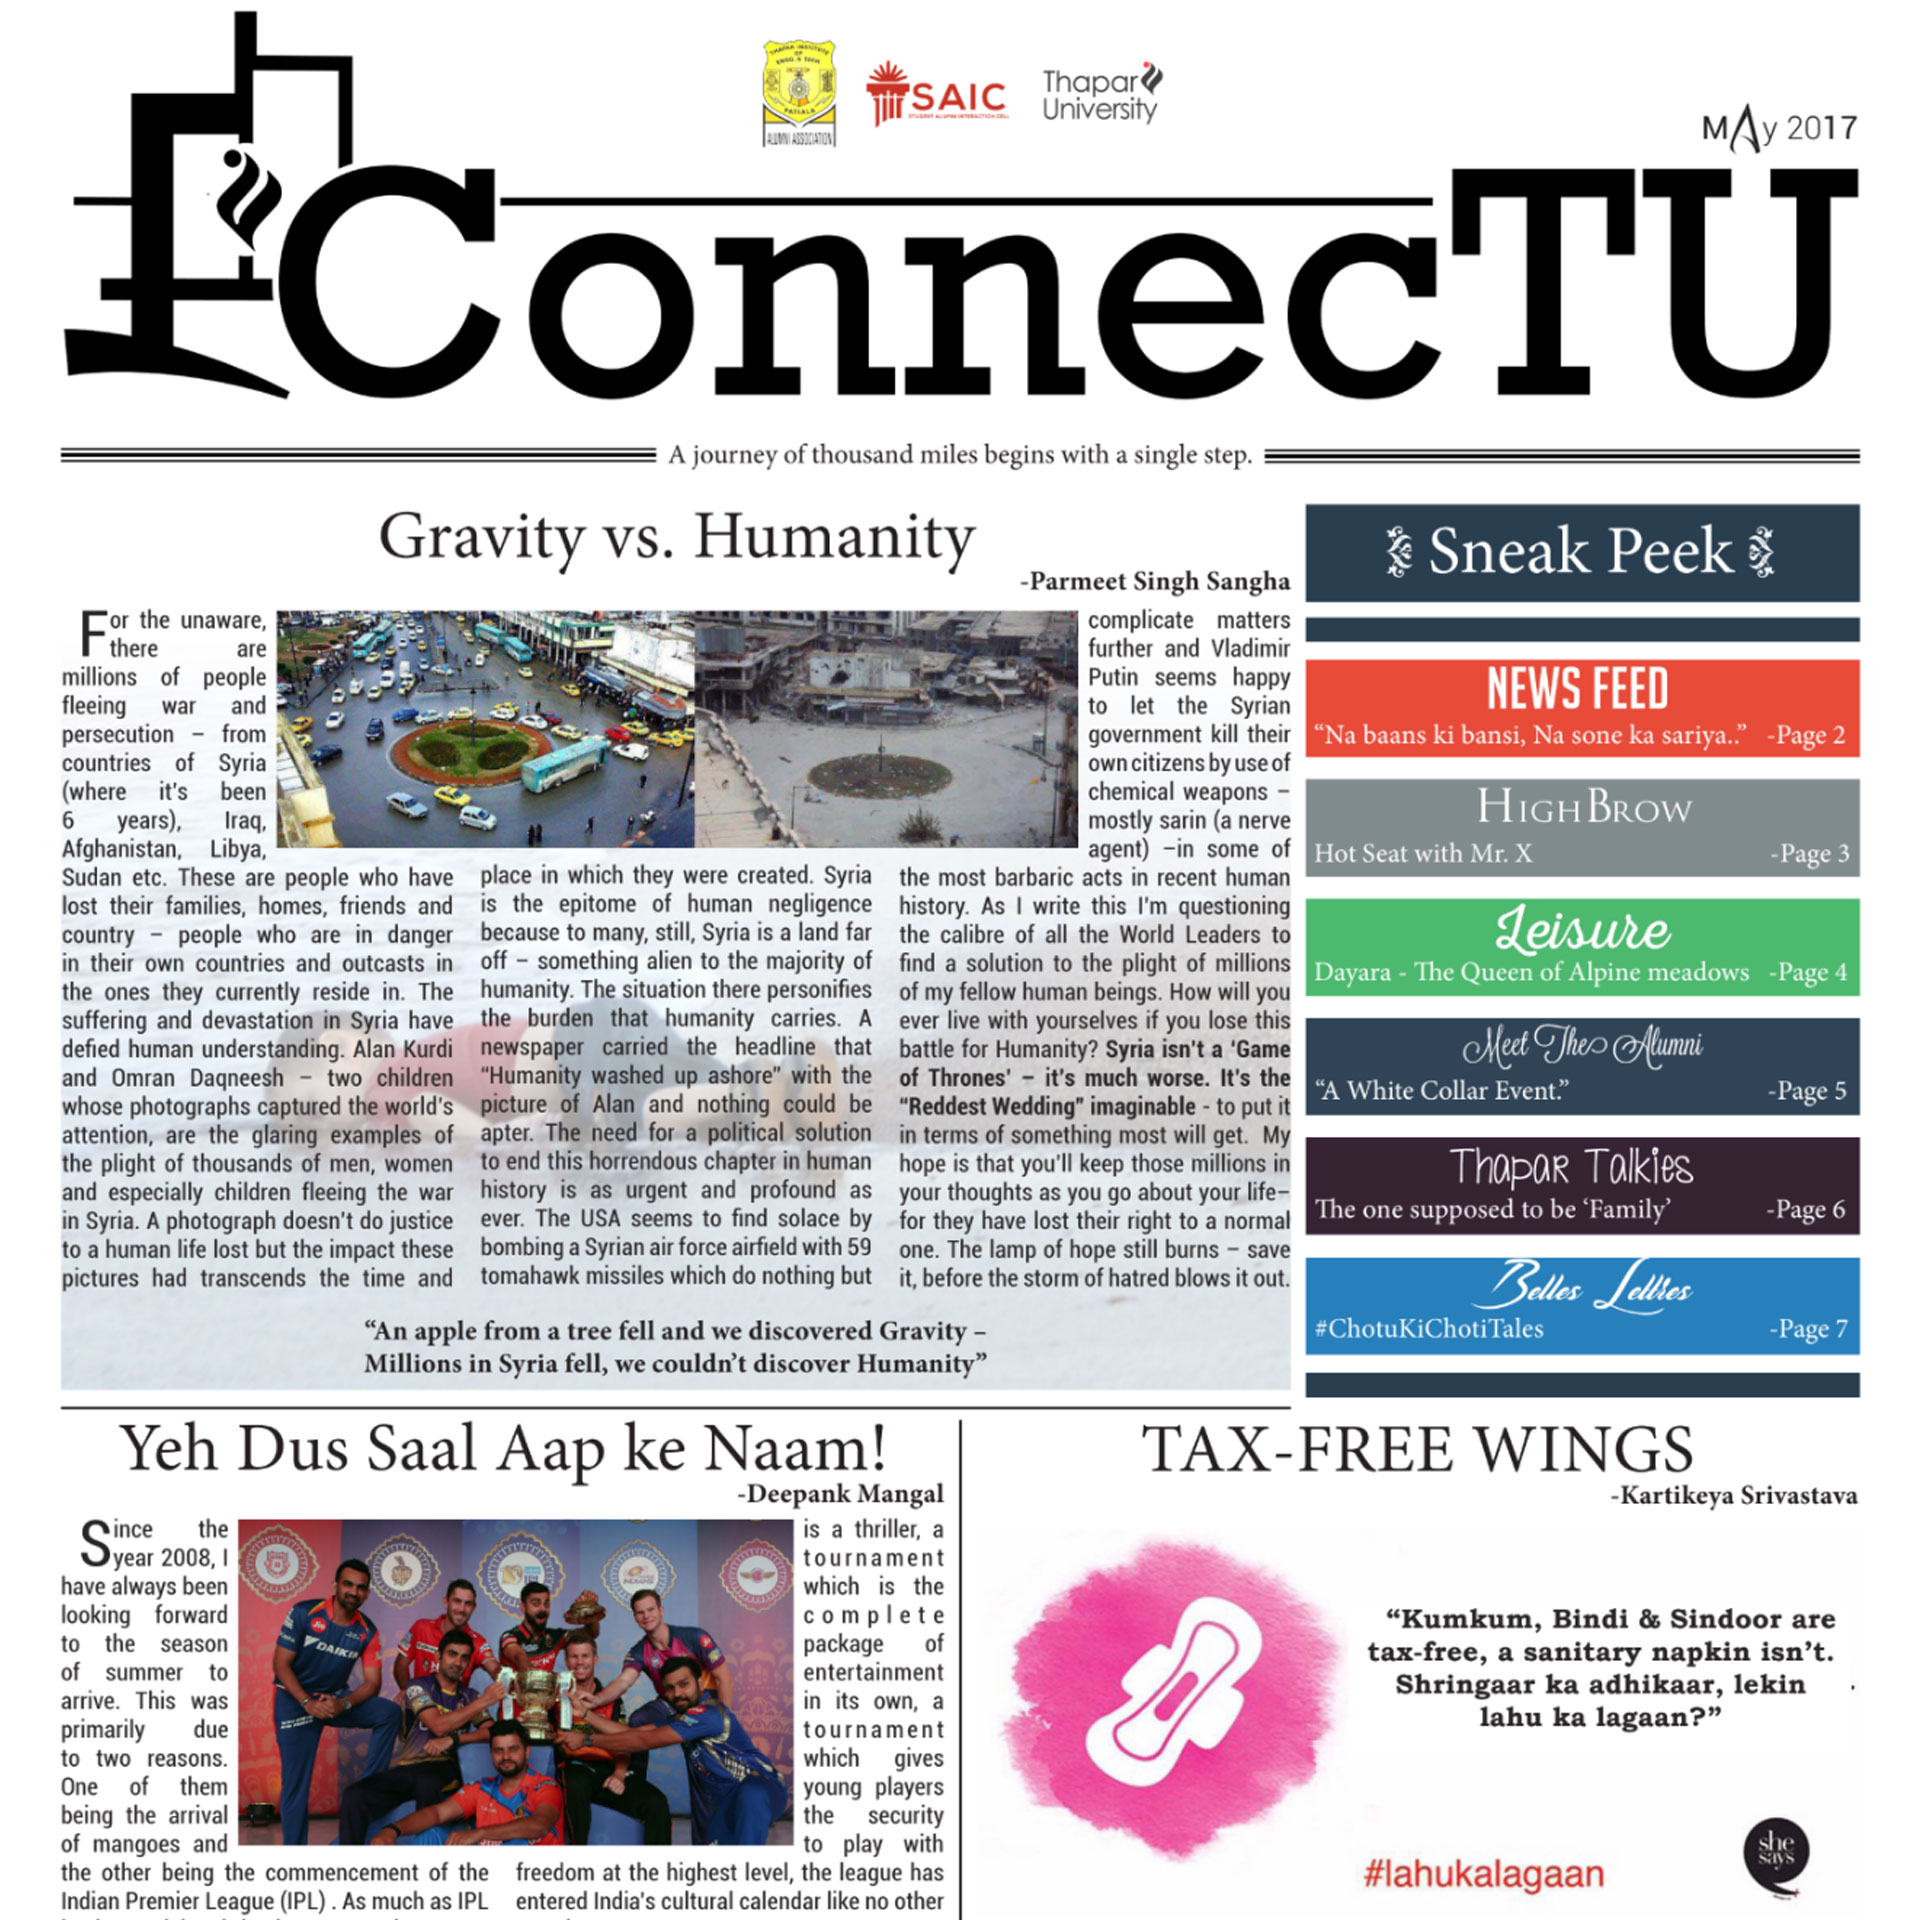 THAPAR INSTITUTE
OF
ENGG. & TECH
PATIALA
ALUMNI ASSOCIATION
SAIC
STUDENT ALUMNI INTERACTION CELL
Thapar
University
MAy 2017
ConnecTU
A journey of thousand miles begins with a single step.
Gravity vs. Humanity
-Parmeet Singh Sangha
For the unaware,
there are
millions of people
fleeing war and
persecution – from
countries of Syria
(where it's been
6 years), Iraq,
Afghanistan, Libya,
Sudan etc. These are people who have
lost their families, homes, friends and
country – people who are in danger
in their own countries and outcasts in
the ones they currently reside in. The
suffering and devastation in Syria have
defied human understanding. Alan Kurdi
and Omran Daqneesh – two children
whose photographs captured the world's
attention, are the glaring examples of
the plight of thousands of men, women
and especially children fleeing the war
in Syria. A photograph doesn't do justice
to a human life lost but the impact these
pictures had transcends the time and
place in which they were created. Syria
is the epitome of human negligence
because to many, still, Syria is a land far
off – something alien to the majority of
humanity. The situation there personifies
the burden that humanity carries. A
newspaper carried the headline that
“Humanity washed up ashore” with the
picture of Alan and nothing could be
apter. The need for a political solution
to end this horrendous chapter in human
history is as urgent and profound as
ever. The USA seems to find solace by
bombing a Syrian air force airfield with 59
tomahawk missiles which do nothing but
complicate matters
further and Vladimir
Putin seems happy
to let the Syrian
government kill their
own citizens by use of
chemical weapons –
mostly sarin (a nerve
agent) –in some of
the most barbaric acts in recent human
history. As I write this I'm questioning
the calibre of all the World Leaders to
find a solution to the plight of millions
of my fellow human beings. How will you
ever live with yourselves if you lose this
battle for Humanity? Syria isn't a ‘Game
of Thrones’ – it's much worse. It's the
“Reddest Wedding” imaginable - to put it
in terms of something most will get. My
hope is that you'll keep those millions in
your thoughts as you go about your life–
for they have lost their right to a normal
one. The lamp of hope still burns – save
it, before the storm of hatred blows it out.
“An apple from a tree fell and we discovered Gravity –
Millions in Syria fell, we couldn’t discover Humanity”
Sneak Peek
NEWS FEED
“Na baans ki bansi, Na sone ka sariya..” -Page 2
HIGH BROW
Hot Seat with Mr. X -Page 3
Leisure
Dayara - The Queen of Alpine meadows -Page 4
Meet The Alumni
“A White Collar Event.” -Page 5
Thapar Talkies
The one supposed to be ‘Family’ -Page 6
Belles Lettres
#ChotuKiChotiTales -Page 7
Yeh Dus Saal Aap ke Naam!
-Deepank Mangal
Since the
year 2008, I
have always been
looking forward
to the season
of summer to
arrive. This was
primarily due
to two reasons.
One of them
being the arrival
of mangoes and
the other being the commencement of the
Indian Premier League (IPL) . As much as IPL
DAIKIN
is a thriller, a
tournament
which is the
complete
package of
entertainment
in its own, a
tournament
which gives
young players
the security
to play with
freedom at the highest level, the league has
entered India's cultural calendar like no other
TAX-FREE WINGS
-Kartikeya Srivastava
“Kumkum, Bindi & Sindoor are
tax-free, a sanitary napkin isn’t.
Shringaar ka adhikaar, lekin
lahu ka lagaan?”
#lahukalagaan
she
says